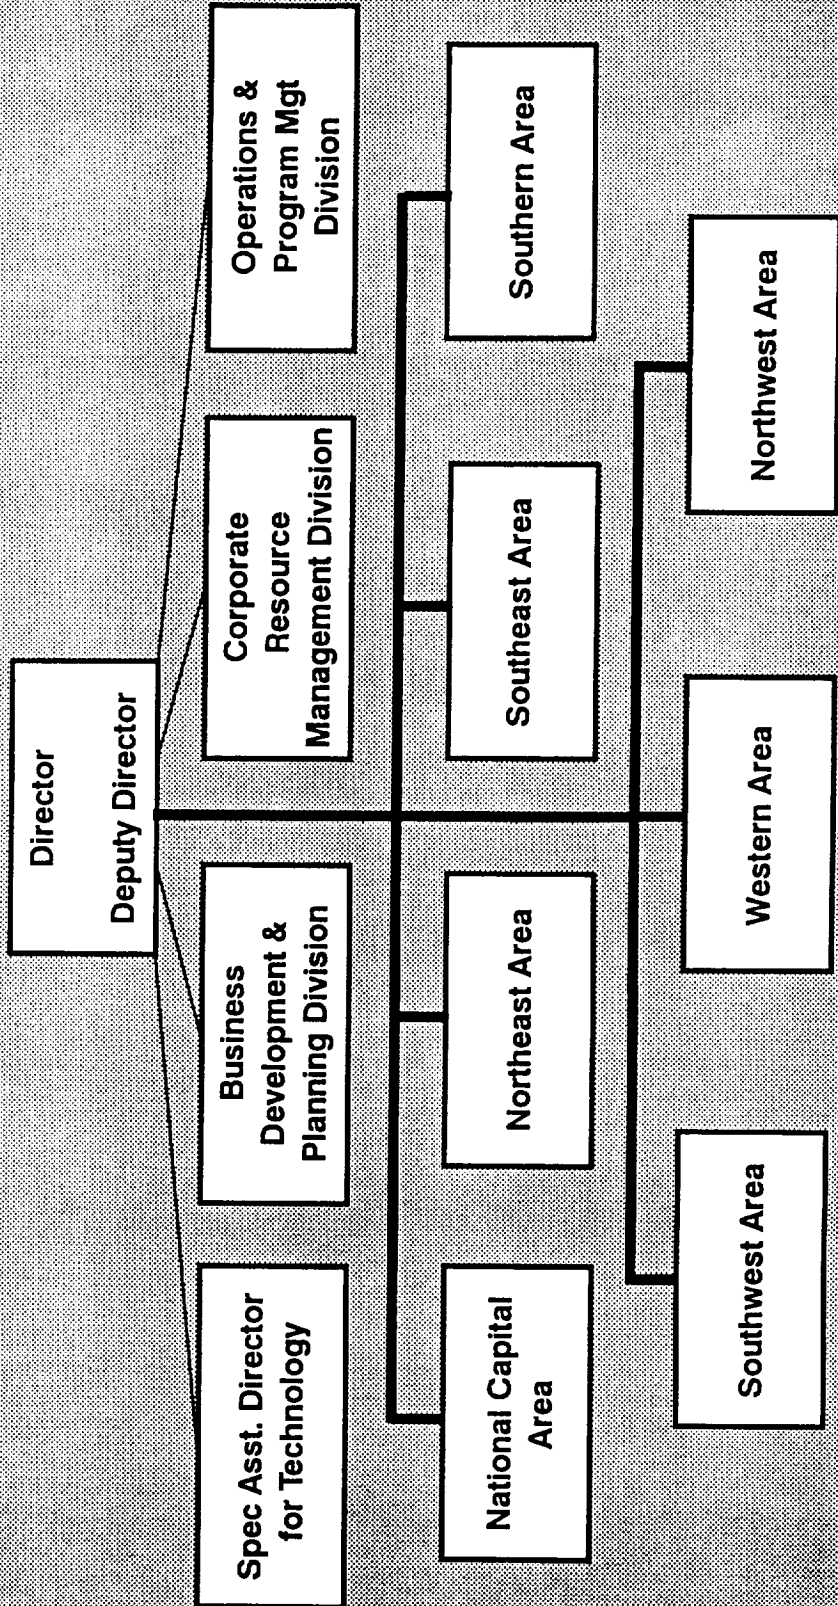 Director
Deputy Director
Spec Asst. Director
for Technology
Business
Development &
Planning Division
Corporate
Resource
Management Division
Operations &
Program Mgt
Division
National Capital
Area
Northeast Area
Southeast Area
Southern Area
Southwest Area
Western Area
Northwest Area